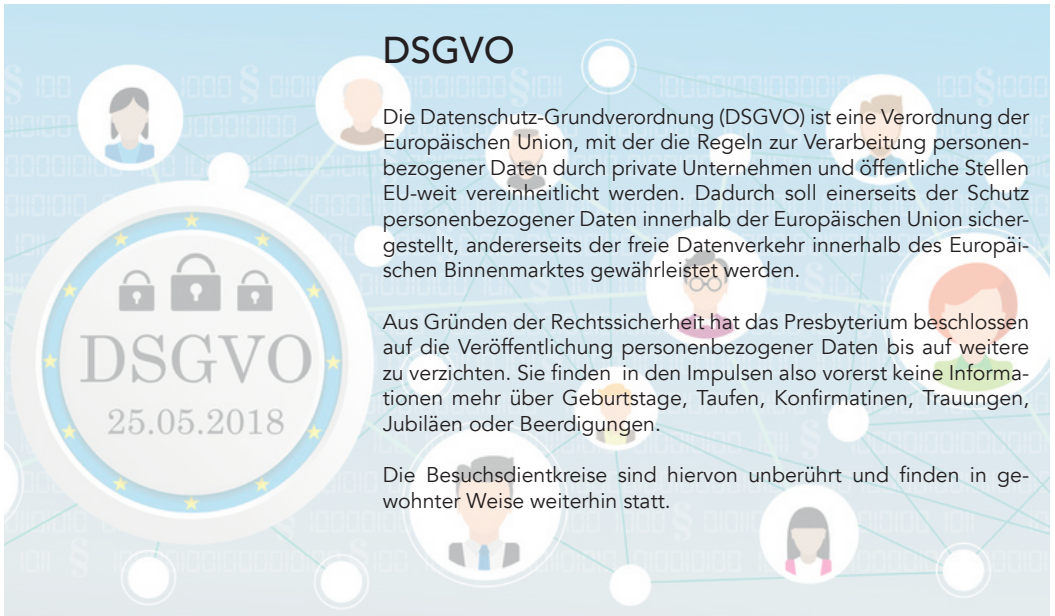 DSGVO
Die Datenschutz-Grundverordnung (DSGVO) ist eine Verordnung der
Europäischen Union, mit der die Regeln zur Verarbeitung personen-
bezogener Daten durch private Unternehmen und öffentliche Stellen
EU-weit vereinheitlicht werden. Dadurch soll einerseits der Schutz
personenbezogener Daten innerhalb der Europäischen Union sicher-
gestellt, andererseits der freie Datenverkehr innerhalb des Europäi-
schen Binnenmarktes gewährleistet werden.
Aus Gründen der Rechtssicherheit hat das Presbyterium beschlossen
auf die Veröffentlichung personenbezogener Daten bis auf weitere
zu verzichten. Sie finden in den Impulsen also vorerst keine Informa-
tionen mehr über Geburtstage, Taufen, Konfirmatinen, Trauungen,
Jubiläen oder Beerdigungen.
Die Besuchsdientkreise sind hiervon unberührt und finden in ge-
wohnter Weise weiterhin statt.
DSGVO
25.05.2018